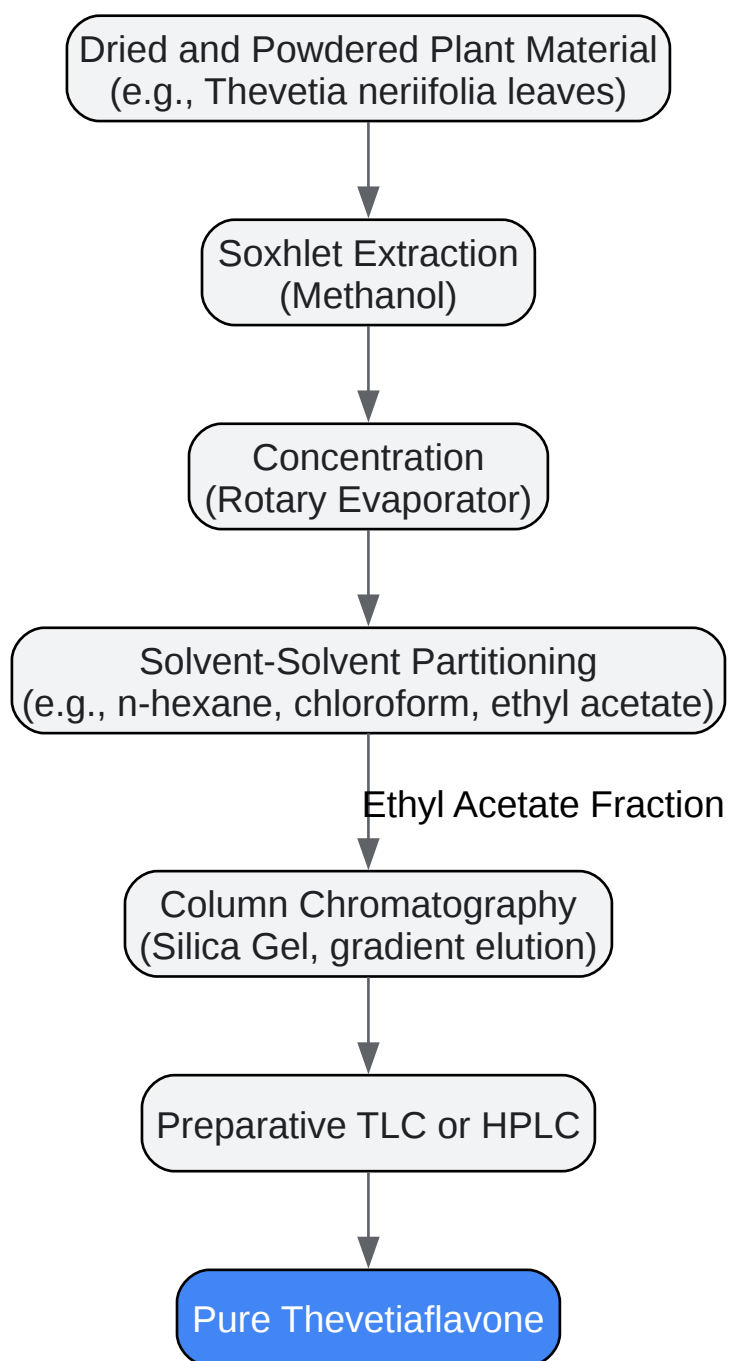 Dried and Powdered Plant Material
(e.g., Thevetia neriifolia leaves)
Soxhlet Extraction
(Methanol)
Concentration
(Rotary Evaporator)
Solvent-Solvent Partitioning
(e.g., n-hexane, chloroform, ethyl acetate)
Ethyl Acetate Fraction
Column Chromatography
(Silica Gel, gradient elution)
Preparative TLC or HPLC
Pure Thevetiaflavone